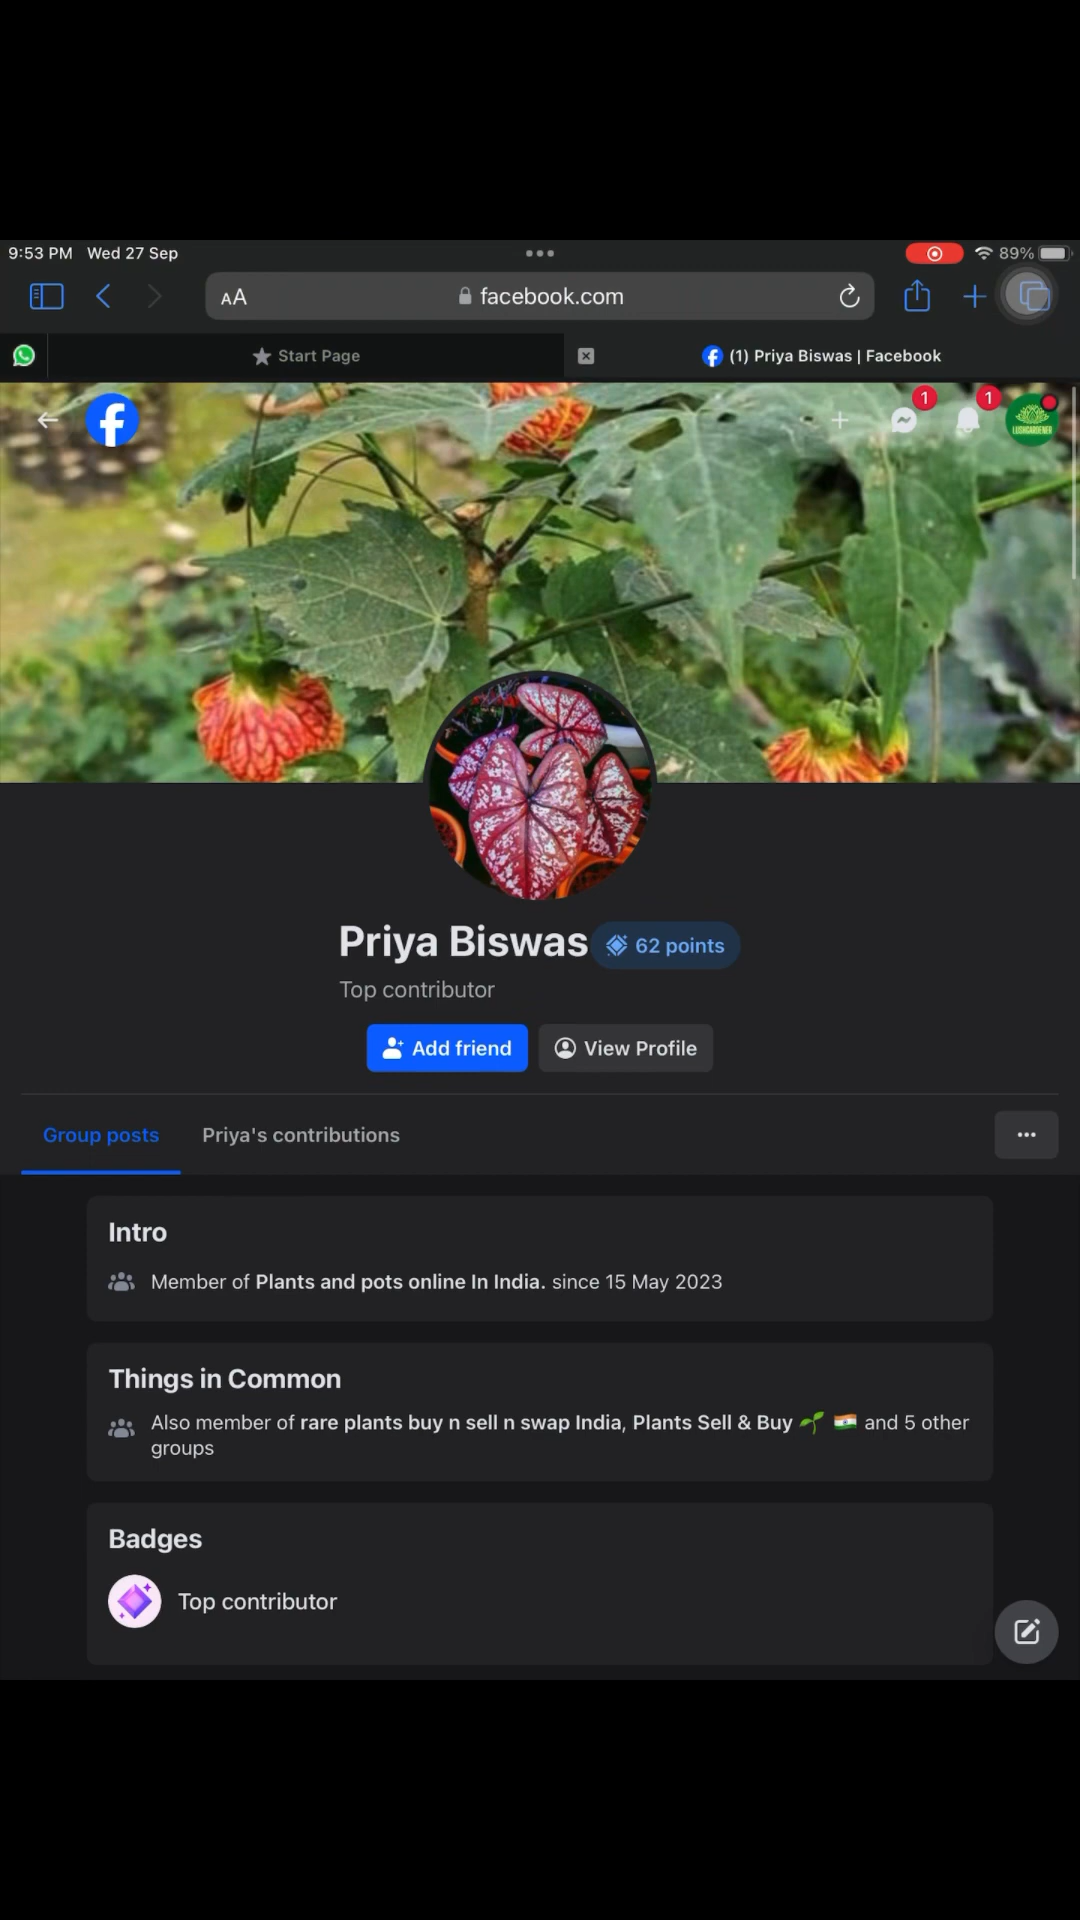 9:53 PM Wed 27 Sep
89%
AA facebook.com
Start Page
(1) Priya Biswas | Facebook
1 1
LUSHGARDENER
Priya Biswas 62 points
Top contributor
Add friend View Profile
Group posts Priya's contributions
Intro
Member of Plants and pots online In India. since 15 May 2023
Things in Common
Also member of rare plants buy n sell n swap India, Plants Sell & Buy 🌱 🇮🇳 and 5 other
groups
Badges
Top contributor